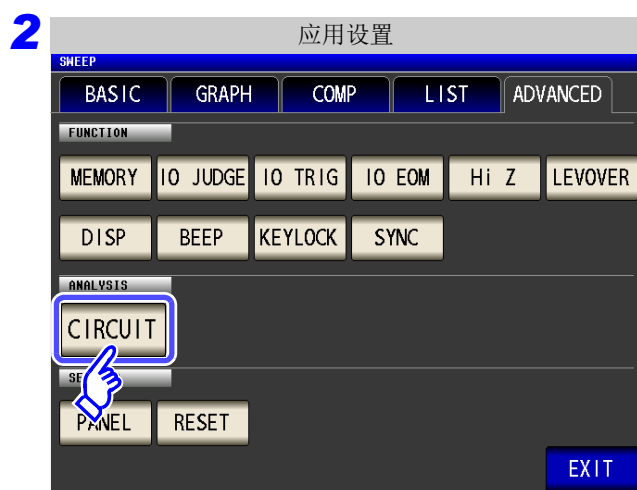 2
应用设置
SWEEP
BASIC GRAPH COMP LIST ADVANCED
FUNCTION
MEMORY IO JUDGE IO TRIG IO EOM Hi Z LEVOVER
DISP BEEP KEYLOCK SYNC
ANALYSIS
CIRCUIT
PANEL RESET
EXIT